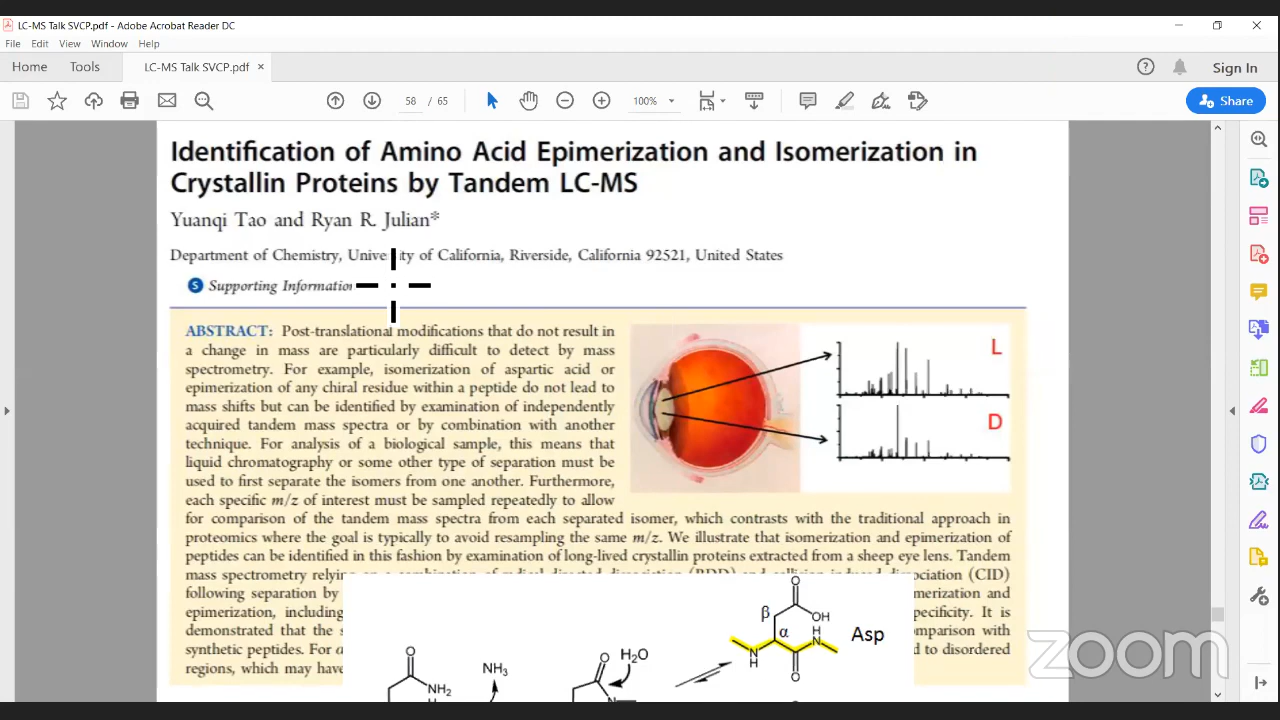 LC-MS Talk SVCP.pdf - Adobe Acrobat Reader DC
File Edit View Window Help
Home Tools LC-MS Talk SVCP.pdf ×
Sign In
58 / 65
100%
Share
Identification of Amino Acid Epimerization and Isomerization in
Crystallin Proteins by Tandem LC-MS
Yuanqi Tao and Ryan R. Julian*
Department of Chemistry, of California, Riverside, California 92521, United States
S Supporting Information
ABSTRACT: Post-translational modifications that do not result in
a change in mass are particularly difficult to detect by mass
spectrometry. For example, isomerization of aspartic acid or
epimerization of any chiral residue within a peptide do not lead to
mass shifts but can be identified by examination of independently
acquired tandem mass spectra or by combination with another
technique. For analysis of a biological sample, this means that
liquid chromatography or some other type of separation must be
used to first separate the isomers from one another. Furthermore,
each specific m/z of interest must be sampled repeatedly to allow
for comparison of the tandem mass spectra from each separated isomer, which contrasts with the traditional approach in
proteomics where the goal is typically to avoid resampling the same m/z. We illustrate that isomerization and epimerization of
peptides can be identified in this fashion by examination of long-lived crystallin proteins extracted from a sheep eye lens. Tandem
mass spectrometry relying (CID)
following separation by merization and
epimerization, including specificity. It is
demonstrated that the s comparison with
synthetic peptides. For d to disordered
regions, which may have
L
D
O
β
OH
α
H
N
Asp
N
H
O
O
NH2
NH3
O
H2O
zoom